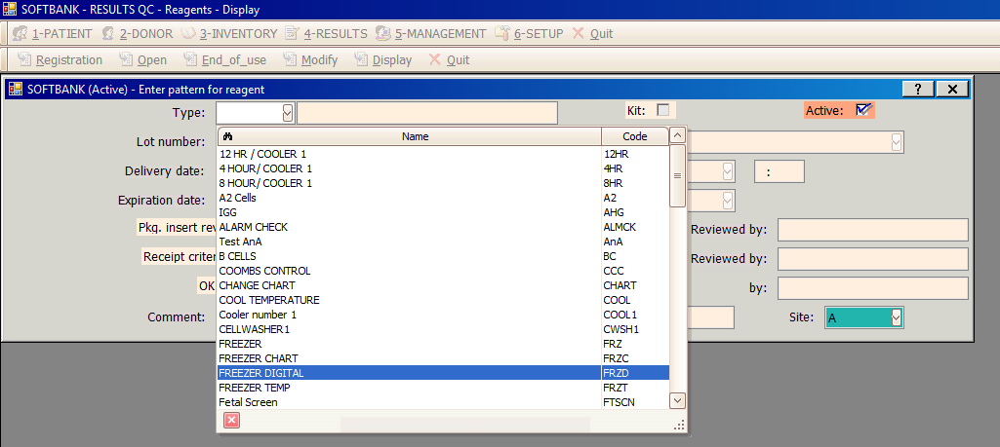 SOFTBANK - RESULTS QC - Reagents - Display
1-PATIENT 2-DONOR 3-INVENTORY 4-RESULTS 5-MANAGEMENT 6-SETUP Quit
Registration Open End_of_use Modify Display Quit
SOFTBANK (Active) - Enter pattern for reagent ?
Type: Kit: Active:
Name Code
Lot number:
12 HR / COOLER 1 12HR
4 HOUR/ COOLER 1 4HR
Delivery date: :
8 HOUR/ COOLER 1 8HR
A2 Cells A2
Expiration date:
IGG AHG
Pkg. insert rev
ALARM CHECK ALMCK
Reviewed by:
Test AnA AnA
Receipt criter
B CELLS BC
Reviewed by:
COOMBS CONTROL CCC
OK
CHANGE CHART CHART
by:
COOL TEMPERATURE COOL
Comment:
Cooler number 1 COOL1
Site: A
CELLWASHER1 CWSH1
FREEZER FRZ
FREEZER CHART FRZC
FREEZER DIGITAL FRZD
FREEZER TEMP FRZT
Fetal Screen FTSCN